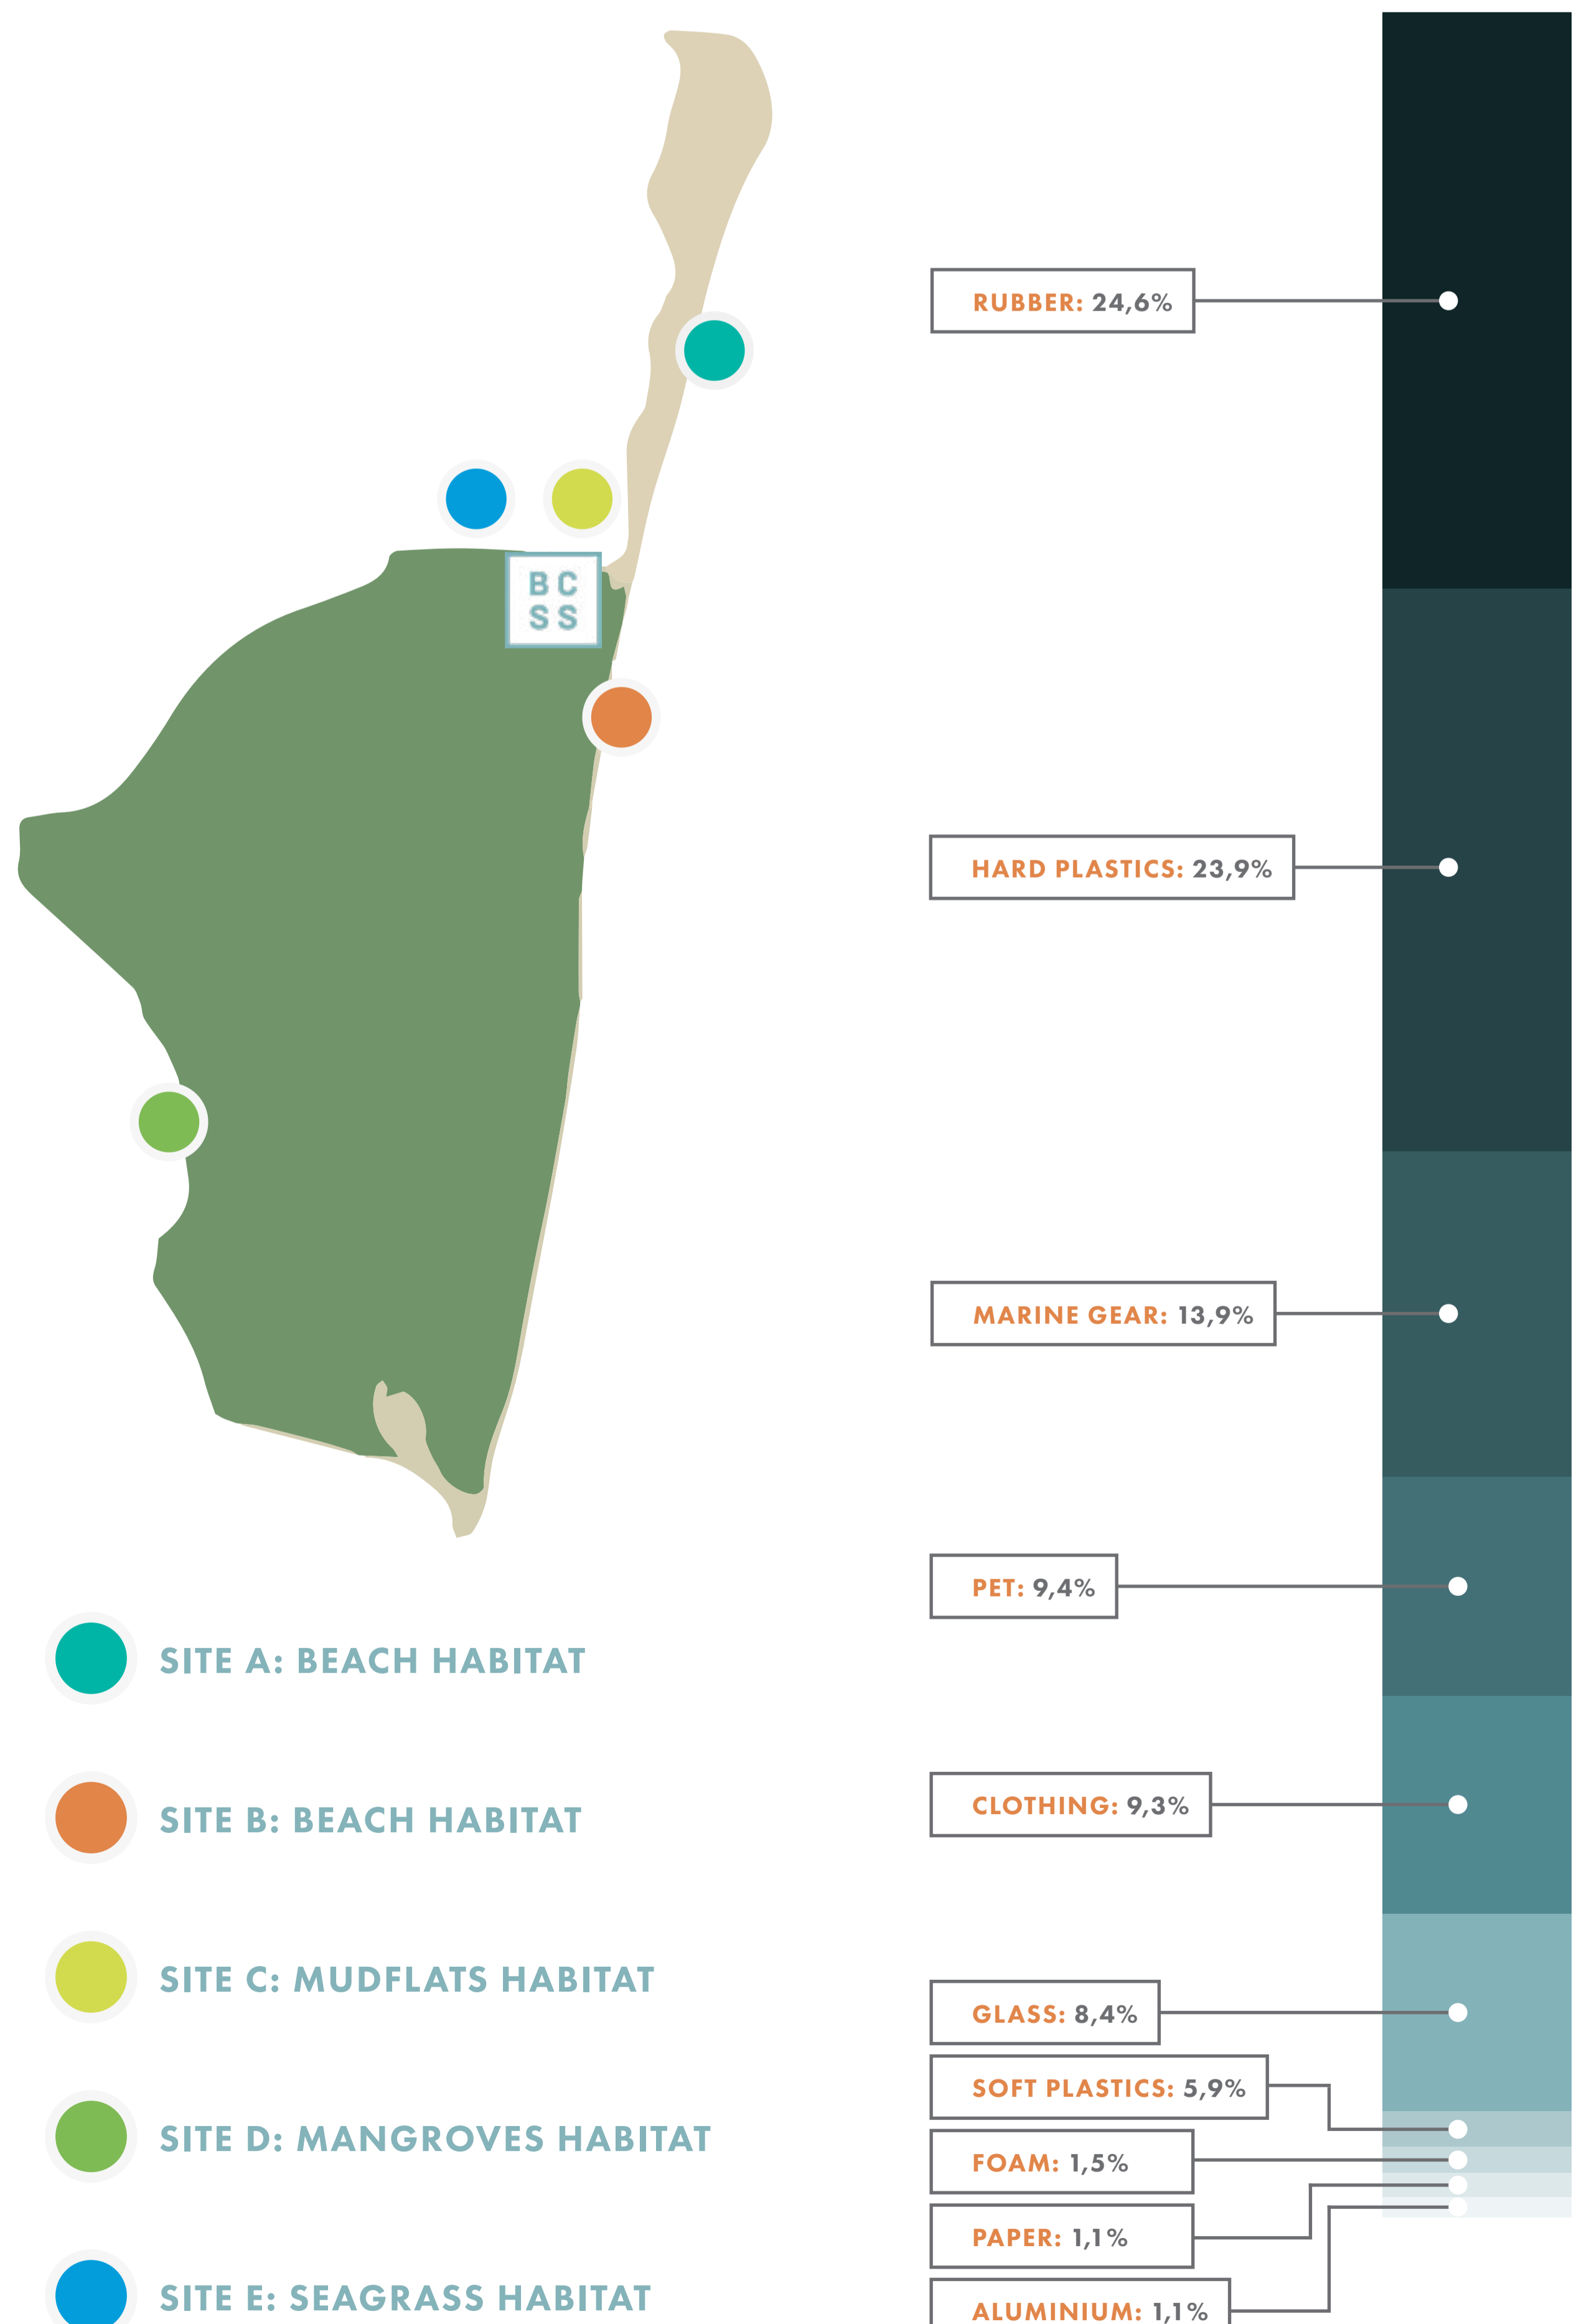 BC
SS
SITE A: BEACH HABITAT
SITE B: BEACH HABITAT
SITE C: MUDFLATS HABITAT
SITE D: MANGROVES HABITAT
SITE E: SEAGRASS HABITAT
RUBBER: 24,6%
HARD PLASTICS: 23,9%
MARINE GEAR: 13,9%
PET: 9,4%
CLOTHING: 9,3%
GLASS: 8,4%
SOFT PLASTICS: 5,9%
FOAM: 1,5%
PAPER: 1,1%
ALUMINIUM: 1,1%